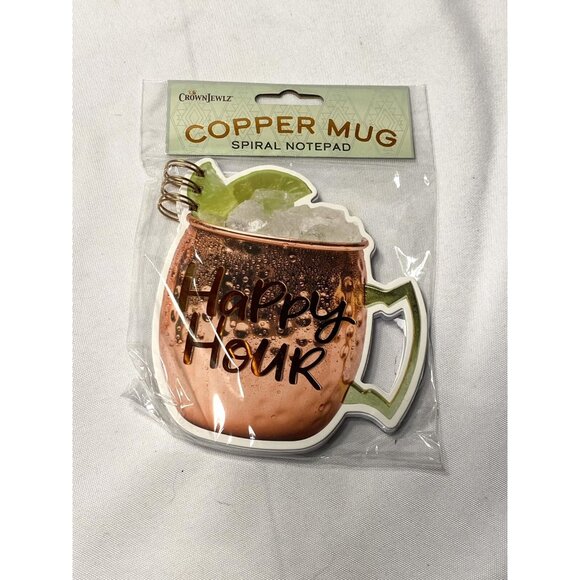 CROWNJEWLZ
COPPER MUG
SPIRAL NOTEPAD
HaPPY
HOUR